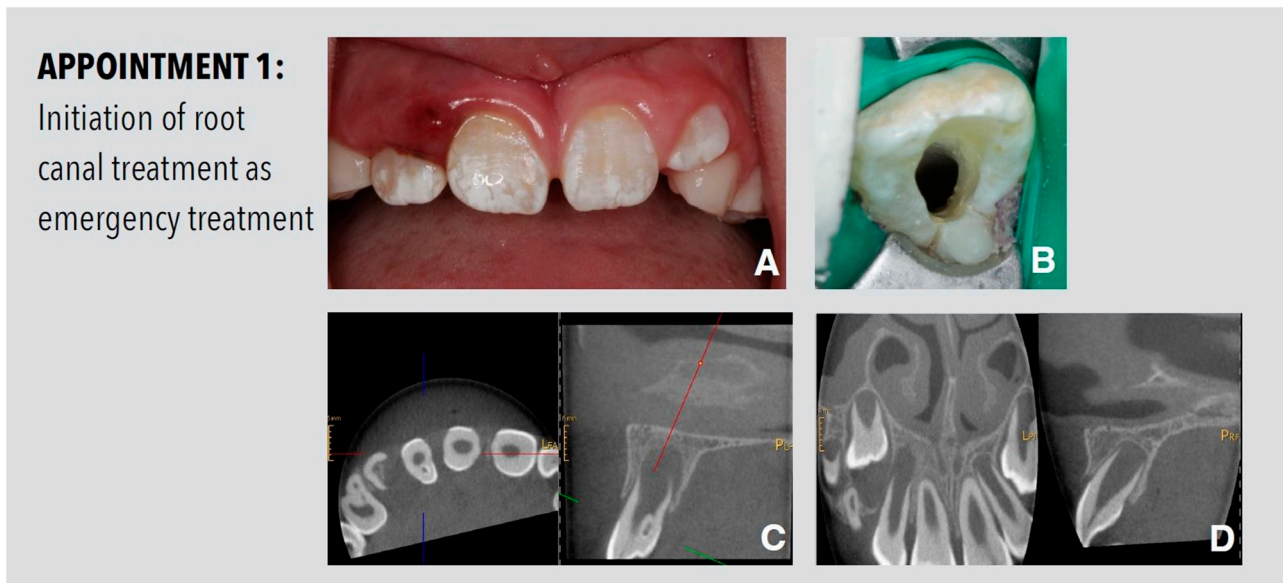 APPOINTMENT 1:
Initiation of root
canal treatment as
emergency treatment
A
B
C
D